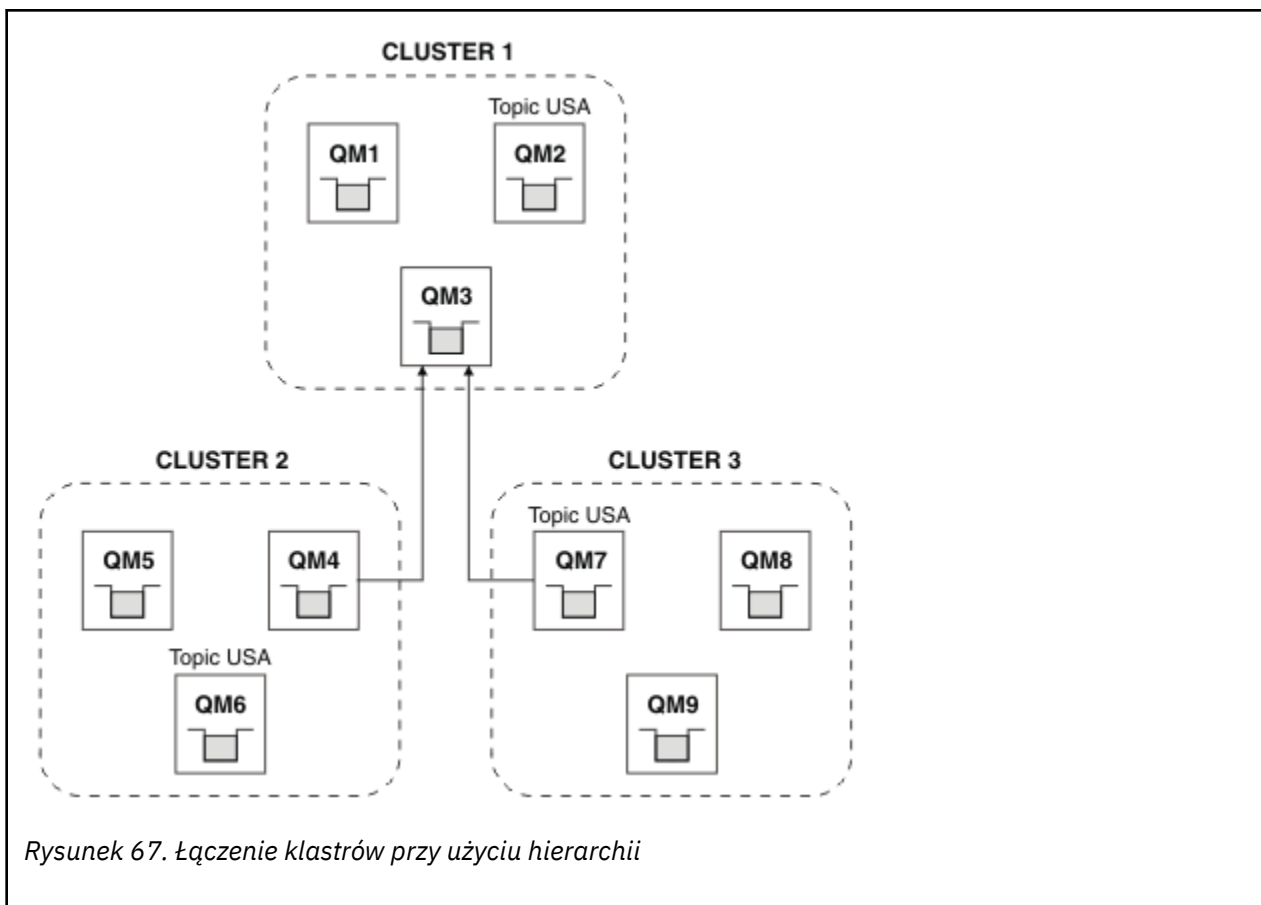 CLUSTER 1
Topic USA
QM1
QM2
QM3
CLUSTER 2
CLUSTER 3
Topic USA
QM5
QM4
QM7
QM8
Topic USA
QM6
QM9
Rysunek 67. Łączenie klastrów przy użyciu hierarchii